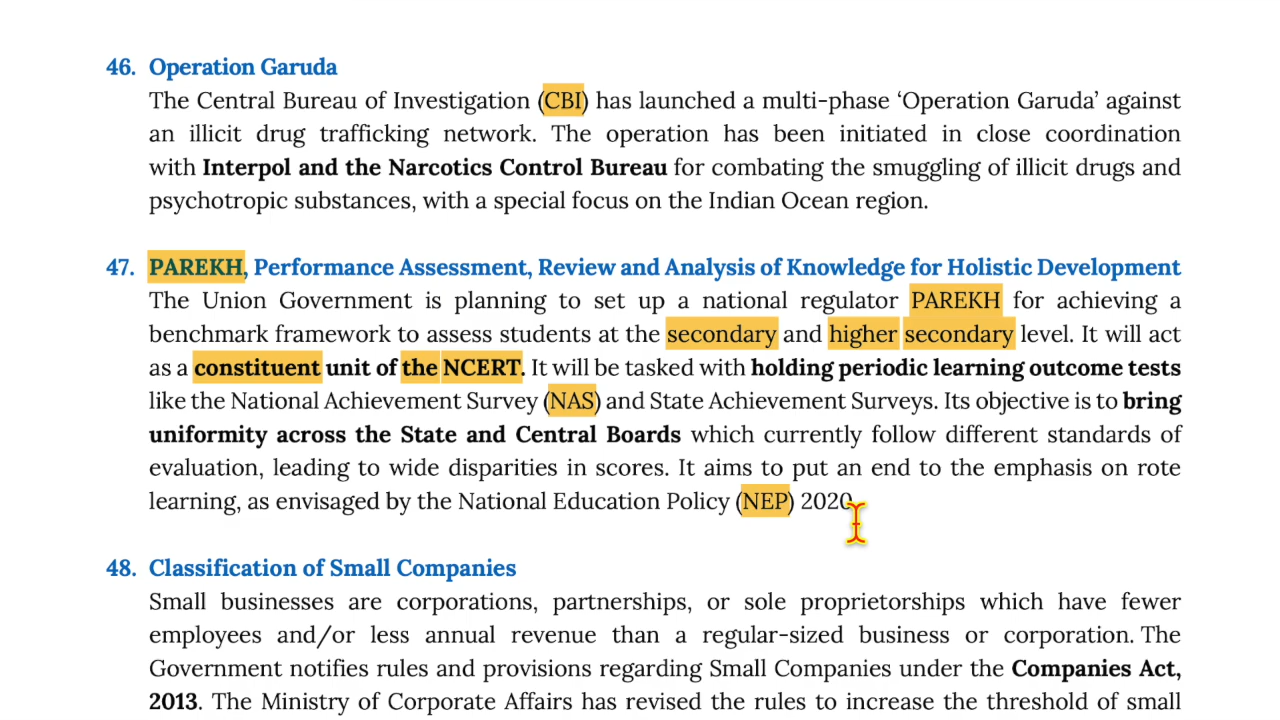 46. Operation Garuda
The Central Bureau of Investigation (CBI) has launched a multi-phase ‘Operation Garuda’ against
an illicit drug trafficking network. The operation has been initiated in close coordination
with Interpol and the Narcotics Control Bureau for combating the smuggling of illicit drugs and
psychotropic substances, with a special focus on the Indian Ocean region.
47. PAREKH, Performance Assessment, Review and Analysis of Knowledge for Holistic Development
The Union Government is planning to set up a national regulator PAREKH for achieving a
benchmark framework to assess students at the secondary and higher secondary level. It will act
as a constituent unit of the NCERT. It will be tasked with holding periodic learning outcome tests
like the National Achievement Survey (NAS) and State Achievement Surveys. Its objective is to bring
uniformity across the State and Central Boards which currently follow different standards of
evaluation, leading to wide disparities in scores. It aims to put an end to the emphasis on rote
learning, as envisaged by the National Education Policy (NEP) 2020.
48. Classification of Small Companies
Small businesses are corporations, partnerships, or sole proprietorships which have fewer
employees and/or less annual revenue than a regular-sized business or corporation. The
Government notifies rules and provisions regarding Small Companies under the Companies Act,
2013. The Ministry of Corporate Affairs has revised the rules to increase the threshold of small